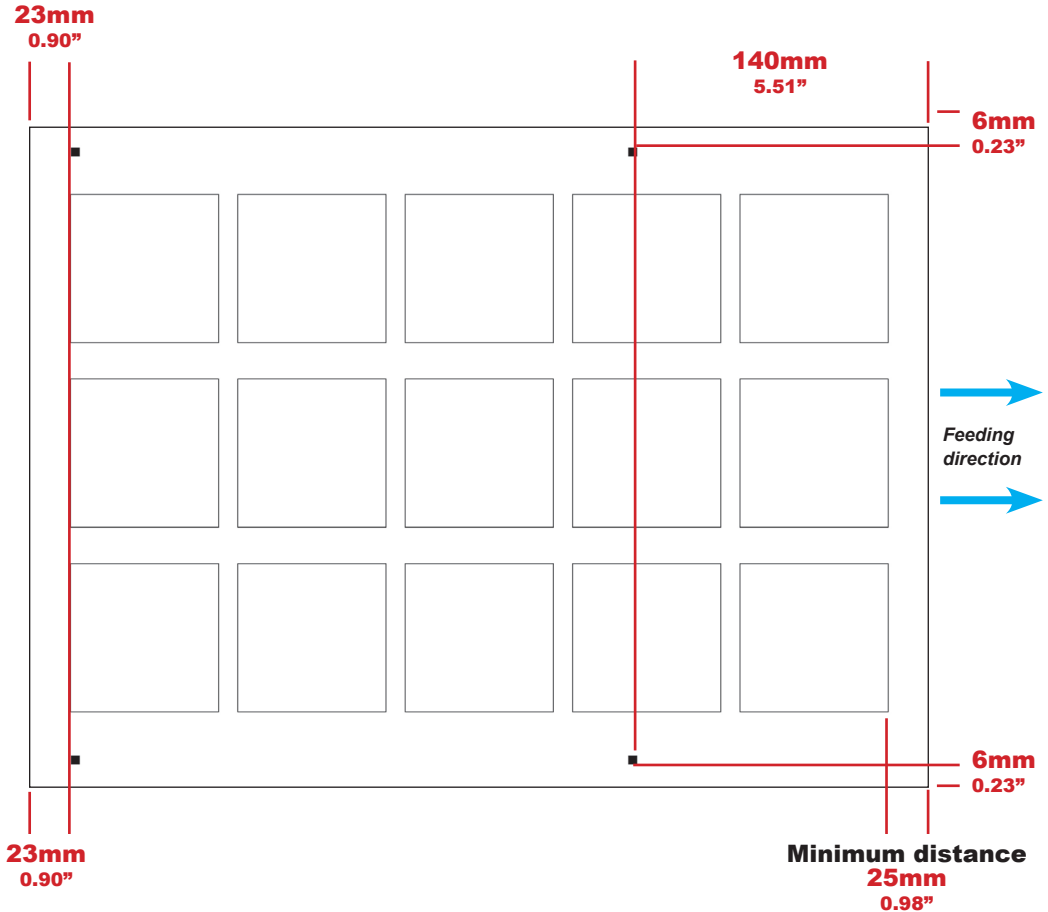 23mm
0.90”
140mm
5.51”
6mm
0.23”
Feeding
direction
6mm
0.23”
23mm
0.90”
Minimum distance
25mm
0.98”